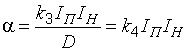 α = k₃I_П I_Н / D = k₄I_П I_Н